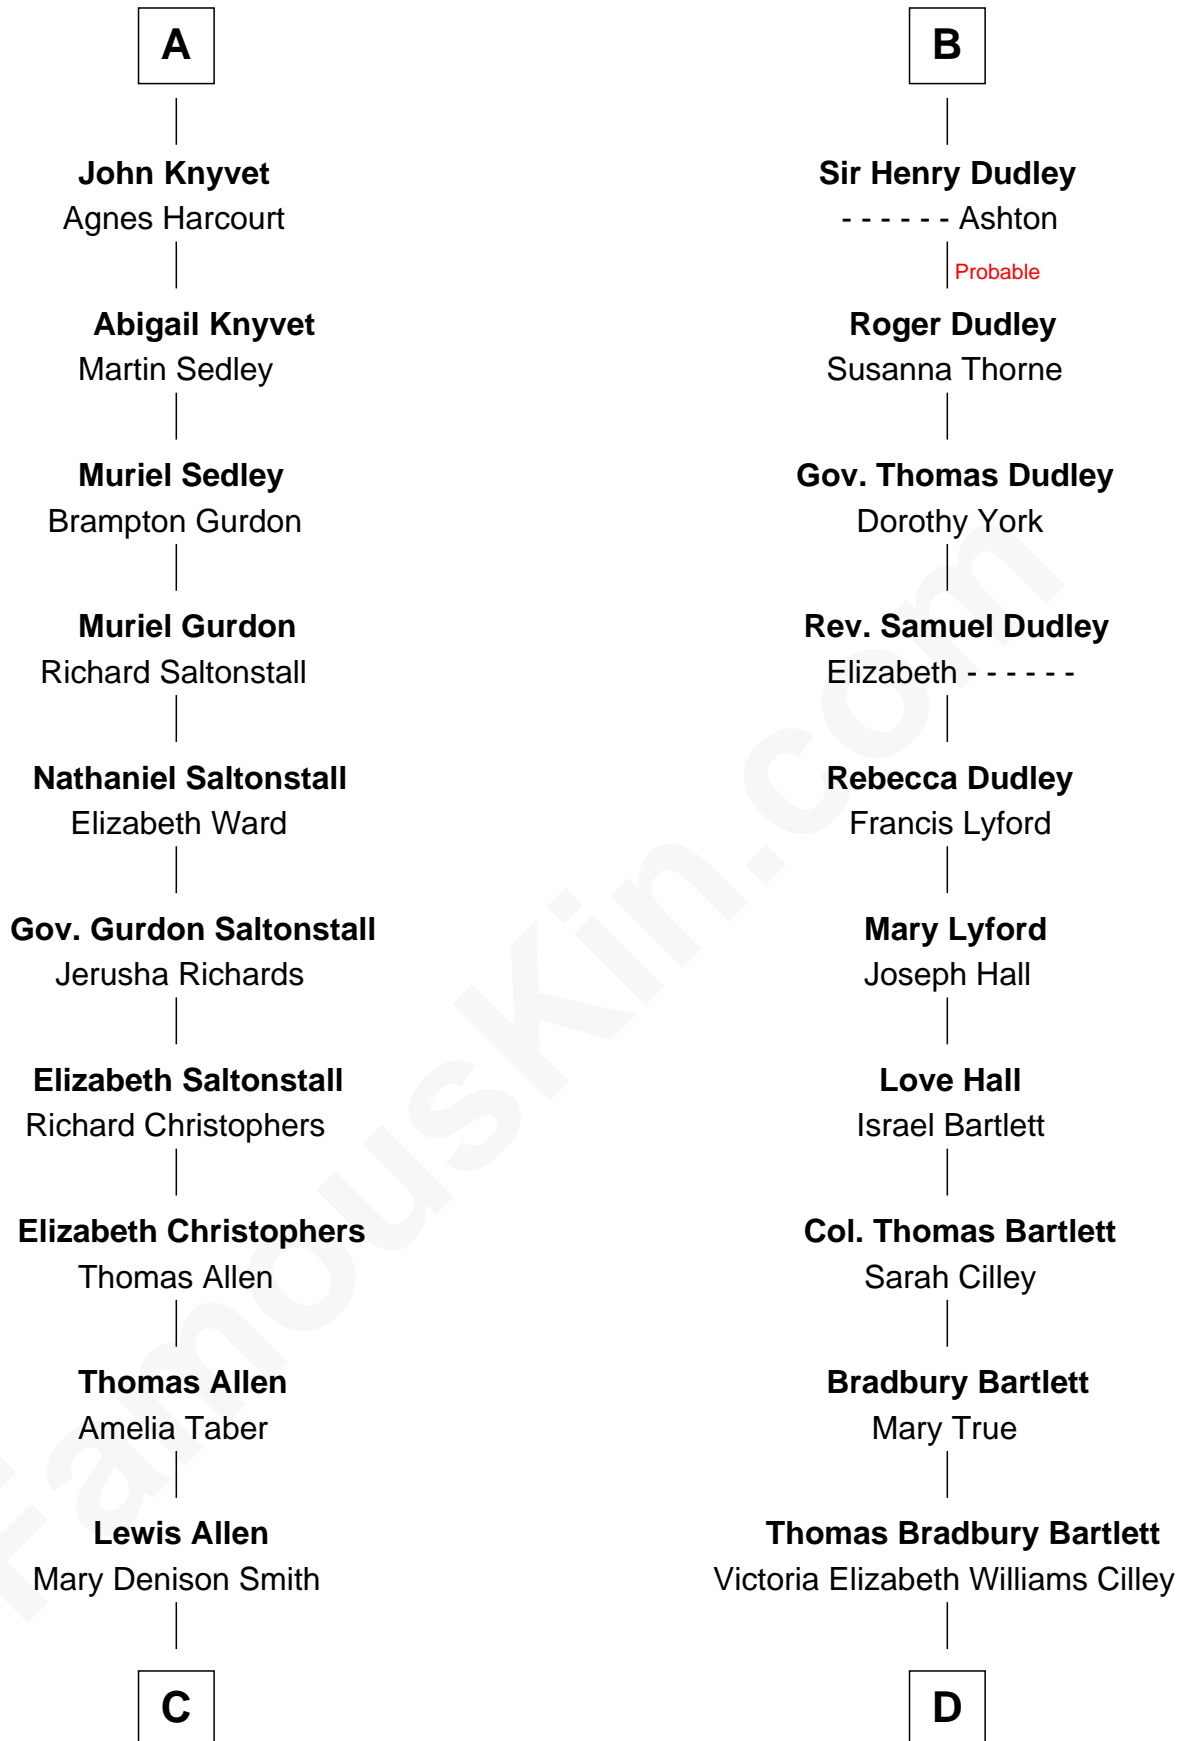 A
John Knyvet
Agnes Harcourt
Abigail Knyvet
Martin Sedley
Muriel Sedley
Brampton Gurdon
Muriel Gurdon
Richard Saltonstall
Nathaniel Saltonstall
Elizabeth Ward
Gov. Gurdon Saltonstall
Jerusha Richards
Elizabeth Saltonstall
Richard Christophers
Elizabeth Christophers
Thomas Allen
Thomas Allen
Amelia Taber
Lewis Allen
Mary Denison Smith
C
B
Sir Henry Dudley
- - - - - - Ashton
Probable
Roger Dudley
Susanna Thorne
Gov. Thomas Dudley
Dorothy York
Rev. Samuel Dudley
Elizabeth - - - - - -
Rebecca Dudley
Francis Lyford
Mary Lyford
Joseph Hall
Love Hall
Israel Bartlett
Col. Thomas Bartlett
Sarah Cilley
Bradbury Bartlett
Mary True
Thomas Bradbury Bartlett
Victoria Elizabeth Williams Cilley
D
FamousKin.com